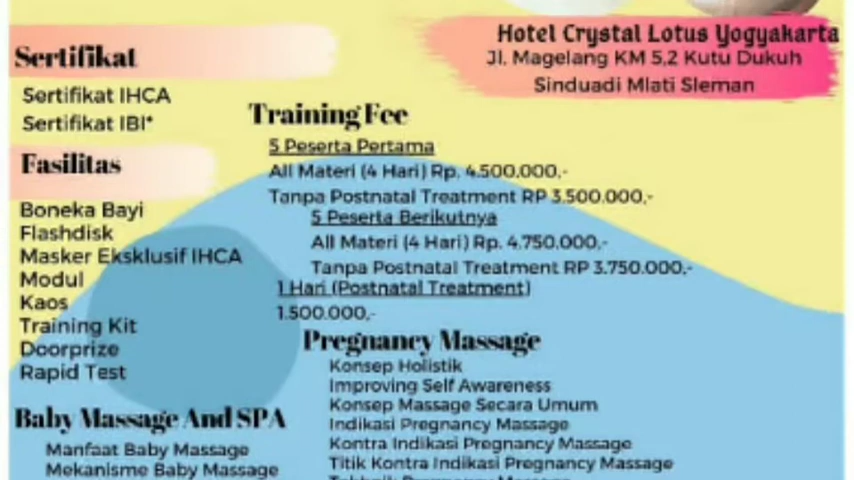 Hotel Crystal Lotus Yogyakarta
Jl. Magelang KM 5,2 Kutu Dukuh
Sinduadi Mlati Sleman
Sertifikat
Sertifikat IHCA
Sertifikat IBI*
Fasilitas
Boneka Bayi
Flashdisk
Masker Eksklusif IHCA
Modul
Kaos
Training Kit
Doorprize
Rapid Test
Training Fee
5 Peserta Pertama
All Materi (4 Hari) Rp. 4.500.000,-
Tanpa Postnatal Treatment RP 3.500.000,-
5 Peserta Berikutnya
All Materi (4 Hari) Rp. 4.750.000,-
Tanpa Postnatal Treatment RP 3.750.000,-
1 Hari (Postnatal Treatment)
1.500.000,-
Baby Massage And SPA
Manfaat Baby Massage
Mekanisme Baby Massage
Pregnancy Massage
Konsep Holistik
Improving Self Awareness
Konsep Massage Secara Umum
Indikasi Pregnancy Massage
Kontra Indikasi Pregnancy Massage
Titik Kontra Indikasi Pregnancy Massage